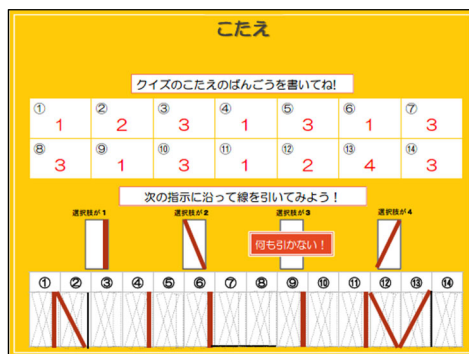 こたえ
クイズのこたえのばんごうを書いてね!
① ② ③ ④ ⑤ ⑥ ⑦
1 2 3 1 3 1 3
⑧ ⑨ ⑩ ⑪ ⑫ ⑬ ⑭
3 1 3 1 2 4 3
次の指示に沿って線を引いてみよう！
選択肢が1 選択肢が2 選択肢が3 選択肢が4
何も引かない！
① ② ③ ④ ⑤ ⑥ ⑦ ⑧ ⑨ ⑩ ⑪ ⑫ ⑬ ⑭